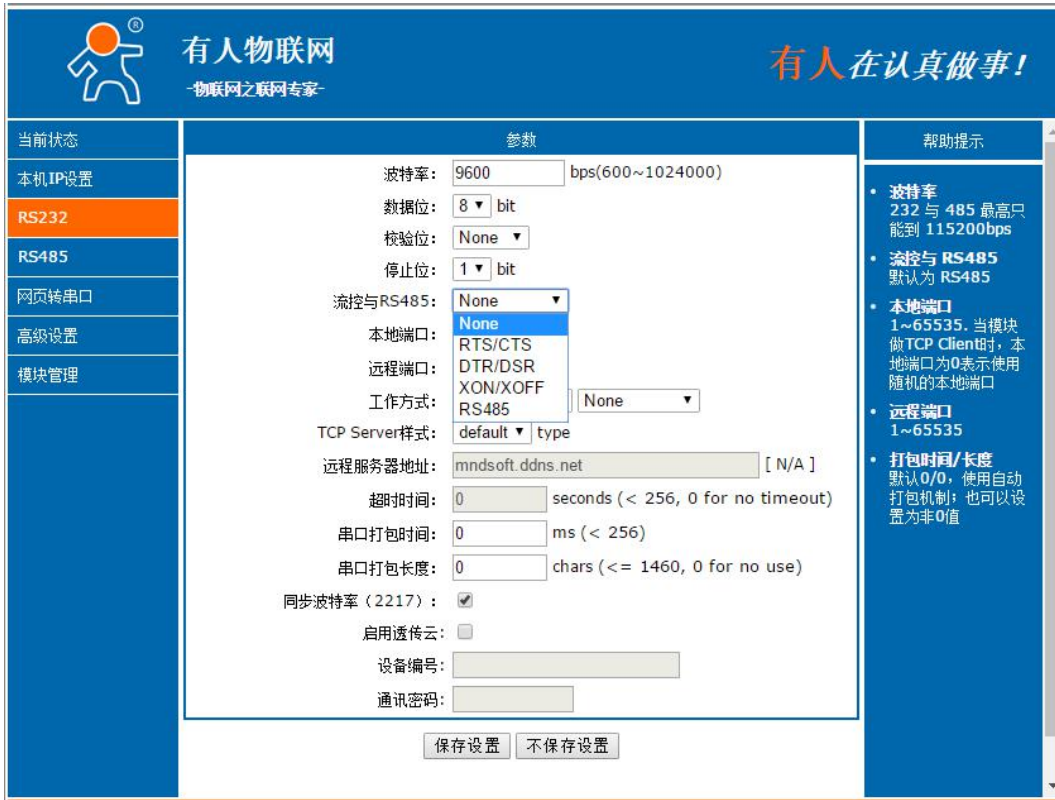 ®
有人物联网
-物联网之联网专家-
有人在认真做事!
当前状态
本机IP设置
RS232
RS485
网页转串口
高级设置
模块管理
参数
波特率: 9600 bps(600~1024000)
数据位: 8 bit
校验位: None
停止位: 1 bit
流控与RS485: None
None
RTS/CTS
DTR/DSR
XON/XOFF
RS485
本地端口:
远程端口:
工作方式: None
TCP Server样式: default type
远程服务器地址: mndsoft.ddns.net [ N/A ]
超时时间: 0 seconds (< 256, 0 for no timeout)
串口打包时间: 0 ms (< 256)
串口打包长度: 0 chars (<= 1460, 0 for no use)
同步波特率（2217）:
启用透传云:
设备编号:
通讯密码:
保存设置 不保存设置
帮助提示
• 波特率
232 与 485 最高只
能到 115200bps
• 流控与 RS485
默认为 RS485
• 本地端口
1~65535. 当模块
做TCP Client时，本
地端口为0表示使用
随机的本地端口
• 远程端口
1~65535
• 打包时间/长度
默认0/0，使用自动
打包机制；也可以设
置为非0值